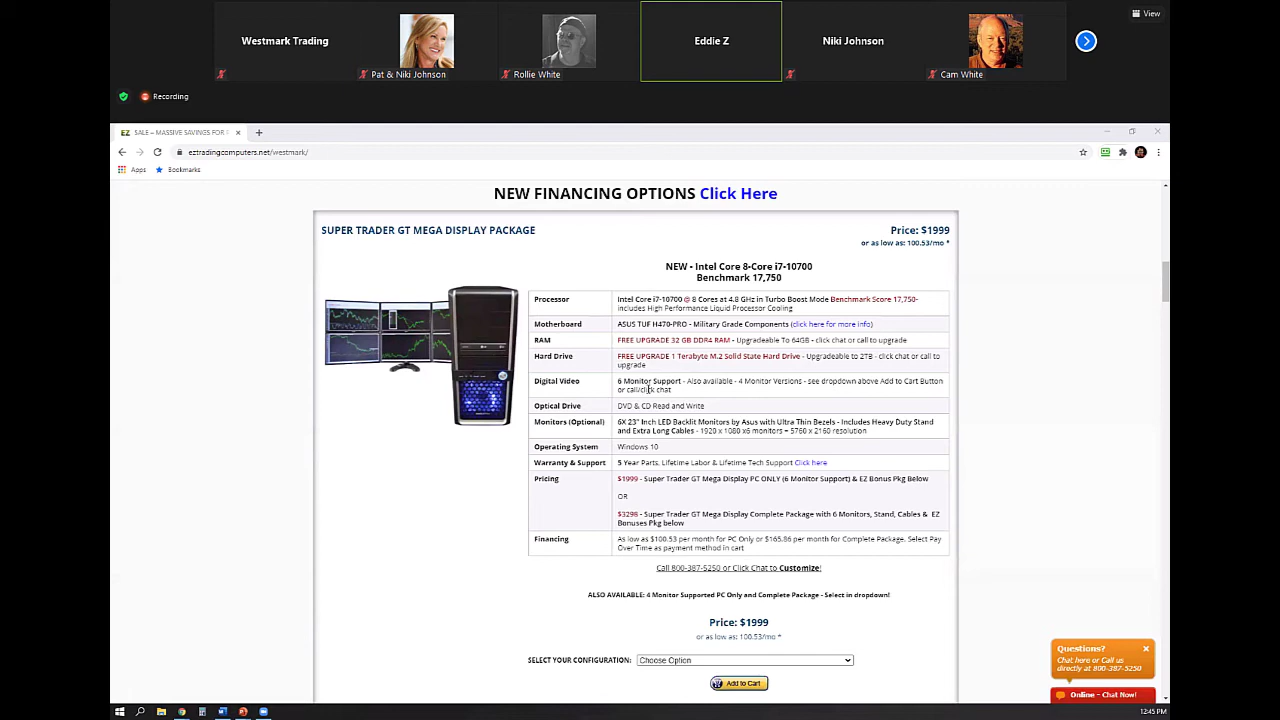 Westmark Trading
Pat & Niki Johnson
Rollie White
Eddie Z
Niki Johnson
Cam White
View
Recording
EZ SALE – MASSIVE SAVINGS FOR
eztradingcomputers.net/westmark/
Apps Bookmarks
NEW FINANCING OPTIONS Click Here
SUPER TRADER GT MEGA DISPLAY PACKAGE
Price: $1999
or as low as: 100.53/mo *
NEW - Intel Core 8-Core i7-10700
Benchmark 17,750
Processor
Intel Core i7-10700 @ 8 Cores at 4.8 GHz in Turbo Boost Mode Benchmark Score 17,750-
includes High Performance Liquid Processor Cooling
Motherboard
ASUS TUF H470-PRO - Military Grade Components (click here for more info)
RAM
FREE UPGRADE 32 GB DDR4 RAM - Upgradeable To 64GB - click chat or call to upgrade
Hard Drive
FREE UPGRADE 1 Terabyte M.2 Solid State Hard Drive - Upgradeable to 2TB - click chat or call to
upgrade
Digital Video
6 Monitor Support - Also available - 4 Monitor Versions - see dropdown above Add to Cart Button
or call/click chat
Optical Drive
DVD & CD Read and Write
Monitors (Optional)
6X 23" Inch LED Backlit Monitors by Asus with Ultra Thin Bezels - Includes Heavy Duty Stand
and Extra Long Cables - 1920 x 1080 x6 monitors = 5760 x 2160 resolution
Operating System
Windows 10
Warranty & Support
5 Year Parts, Lifetime Labor & Lifetime Tech Support Click here
Pricing
$1999 - Super Trader GT Mega Display PC ONLY (6 Monitor Support) & EZ Bonus Pkg Below
OR
$3298 - Super Trader GT Mega Display Complete Package with 6 Monitors, Stand, Cables & EZ
Bonuses Pkg below
Financing
As low as $100.53 per month for PC Only or $165.86 per month for Complete Package. Select Pay
Over Time as payment method in cart
Call 800-387-5250 or Click Chat to Customize!
ALSO AVAILABLE: 4 Monitor Supported PC Only and Complete Package - Select in dropdown!
Price: $1999
or as low as: 100.53/mo *
SELECT YOUR CONFIGURATION: Choose Option
Add to Cart
Questions?
Chat here or Call us
directly at 800-387-5250
Online - Chat Now!
12:45 PM